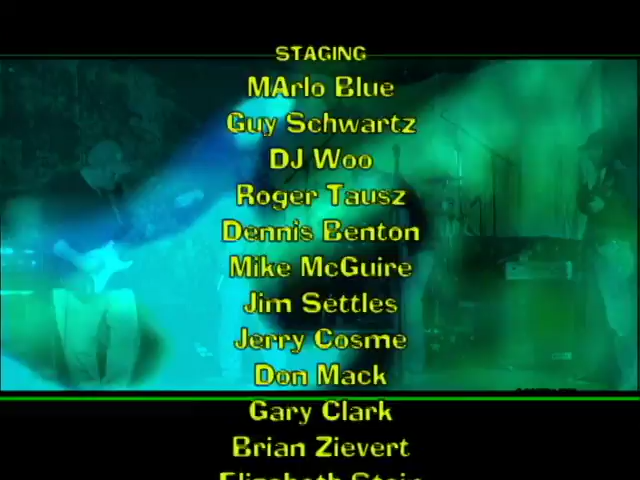 STAGING
MArlo Blue
Guy Schwartz
DJ Woo
Roger Tausz
Dennis Benton
Mike McGuire
Jim Settles
Jerry Cosme
Don Mack
Gary Clark
Brian Zievert
Elizabeth